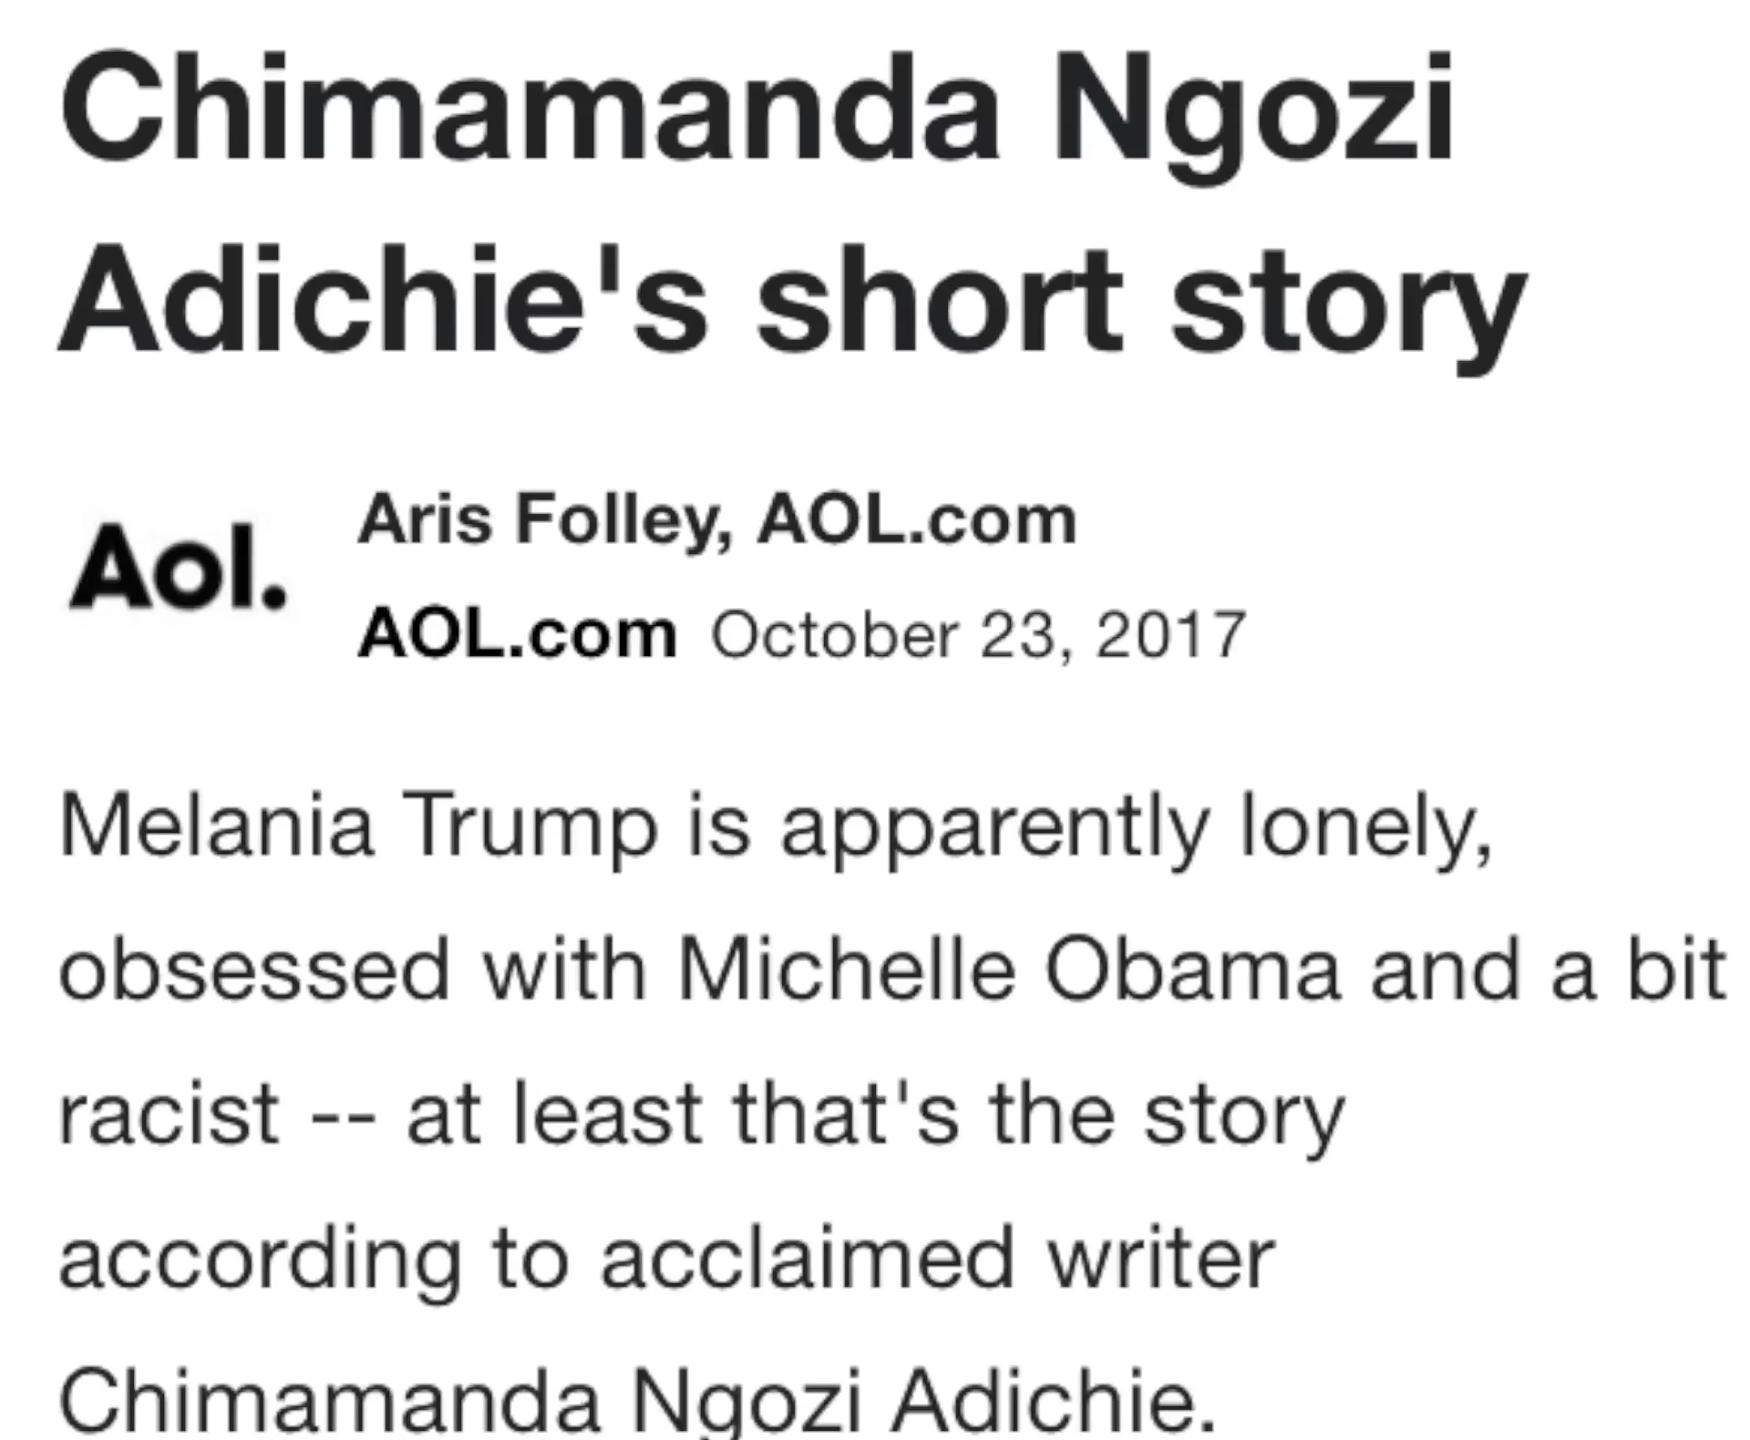 Chimamanda Ngozi
Adichie's short story
Aol.
Aris Folley, AOL.com
AOL.com October 23, 2017
Melania Trump is apparently lonely,
obsessed with Michelle Obama and a bit
racist -- at least that's the story
according to acclaimed writer
Chimamanda Ngozi Adichie.